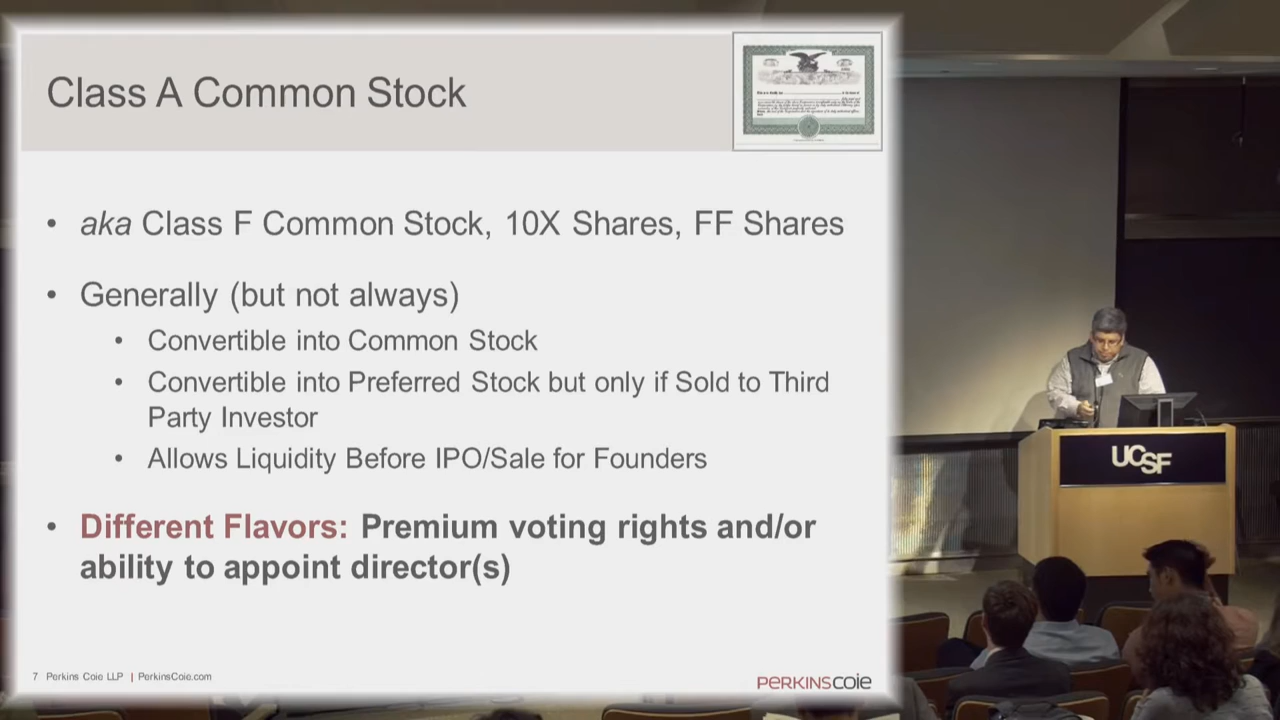 Class A Common Stock
• aka Class F Common Stock, 10X Shares, FF Shares
• Generally (but not always)
• Convertible into Common Stock
• Convertible into Preferred Stock but only if Sold to Third
Party Investor
• Allows Liquidity Before IPO/Sale for Founders
• Different Flavors: Premium voting rights and/or
ability to appoint director(s)
7 Perkins Coie LLP | PerkinsCoie.com
PERKINSCOIE
UCSF